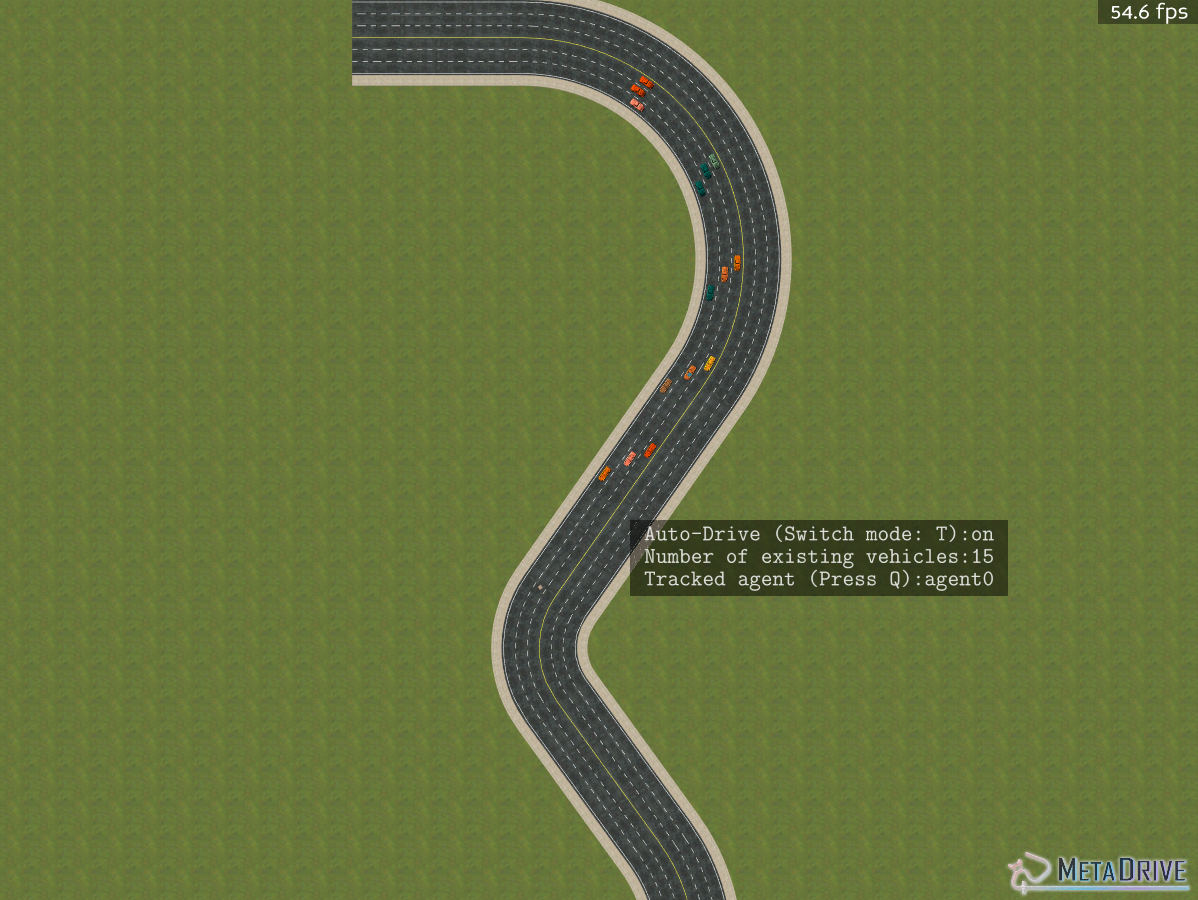 54.6 fps
Auto-Drive (Switch mode: T):on
Number of existing vehicles:15
Tracked agent (Press Q):agent0
METADRIVE